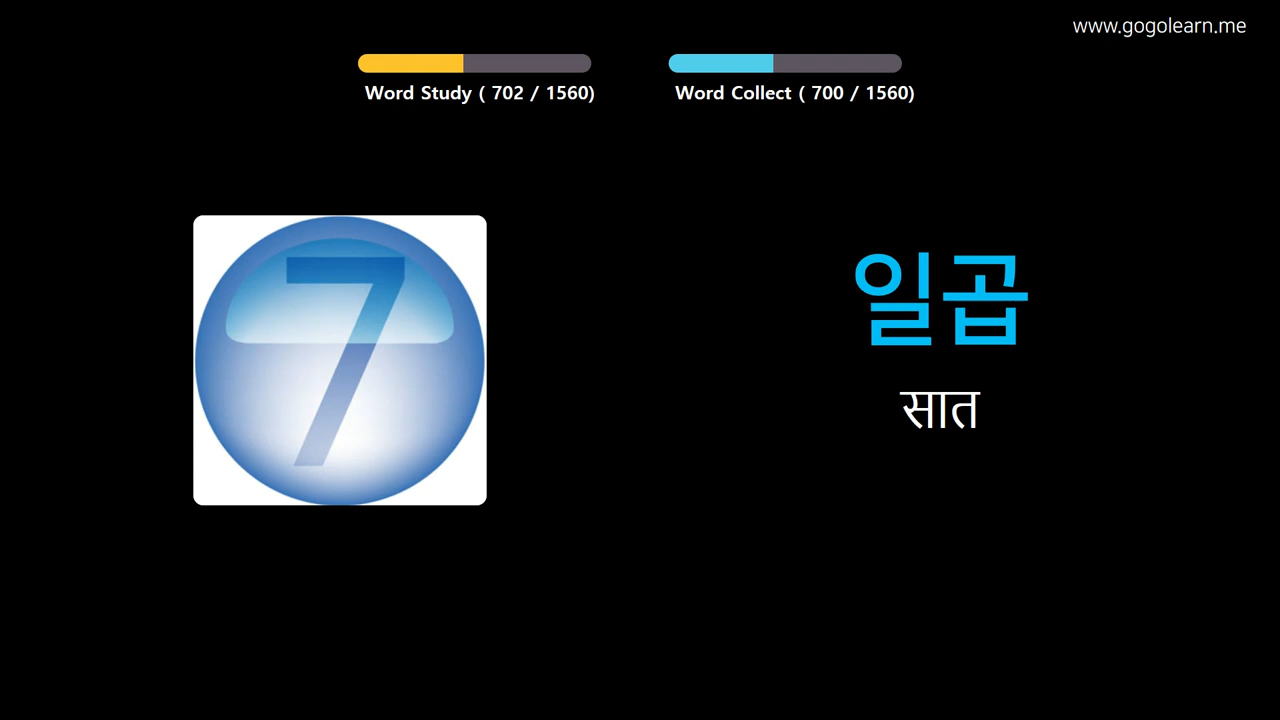 www.gogolearn.me
Word Study ( 702 / 1560)
Word Collect ( 700 / 1560)
7
일곱
सात